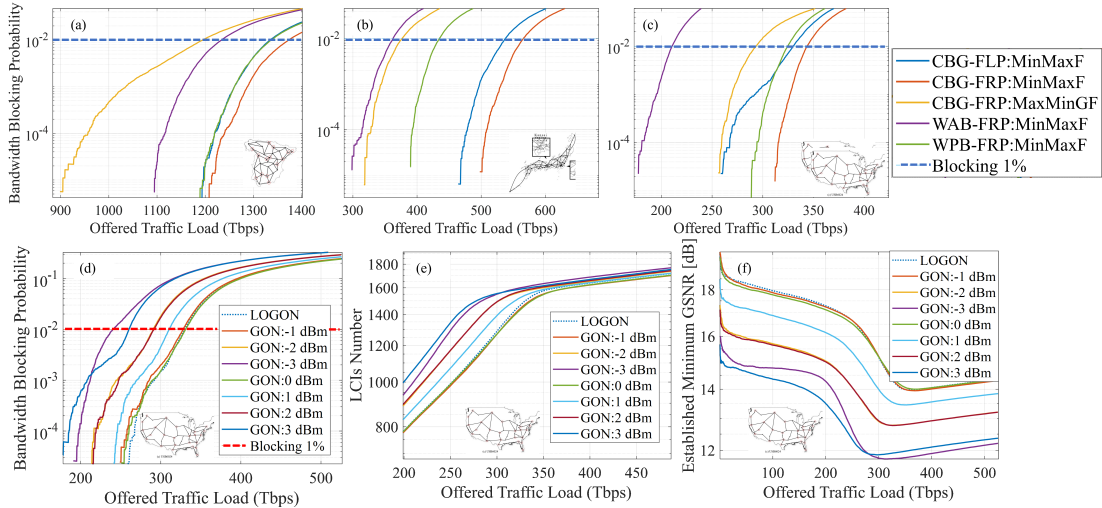 (a)
Bandwidth Blocking Probability
10^-2
10^-4
900 1000 1100 1200 1300 1400
Offered Traffic Load (Tbps)
(b)
10^-2
10^-4
300 400 500 600
Offered Traffic Load (Tbps)
(c)
10^-2
10^-4
200 250 300 350 400
Offered Traffic Load (Tbps)
CBG-FLP:MinMaxF
CBG-FRP:MinMaxF
CBG-FRP:MaxMinGF
WAB-FRP:MinMaxF
WPB-FRP:MinMaxF
Blocking 1%
(d)
Bandwidth Blocking Probability
10^-1
10^-2
10^-3
10^-4
200 300 400 500
Offered Traffic Load (Tbps)
LOGON
GON:-1 dBm
GON:-2 dBm
GON:-3 dBm
GON:0 dBm
GON:1 dBm
GON:2 dBm
GON:3 dBm
Blocking 1%
(e)
LCIs Number
1800
1600
1400
1200
1000
800
200 250 300 350 400 450 500
Offered Traffic Load (Tbps)
LOGON
GON:-1 dBm
GON:-2 dBm
GON:-3 dBm
GON:0 dBm
GON:1 dBm
GON:2 dBm
GON:3 dBm
(f)
Established Minimum GSNR [dB]
18
16
14
12
100 200 300 400 500
Offered Traffic Load (Tbps)
LOGON
GON:-1 dBm
GON:-2 dBm
GON:-3 dBm
GON:0 dBm
GON:1 dBm
GON:2 dBm
GON:3 dBm